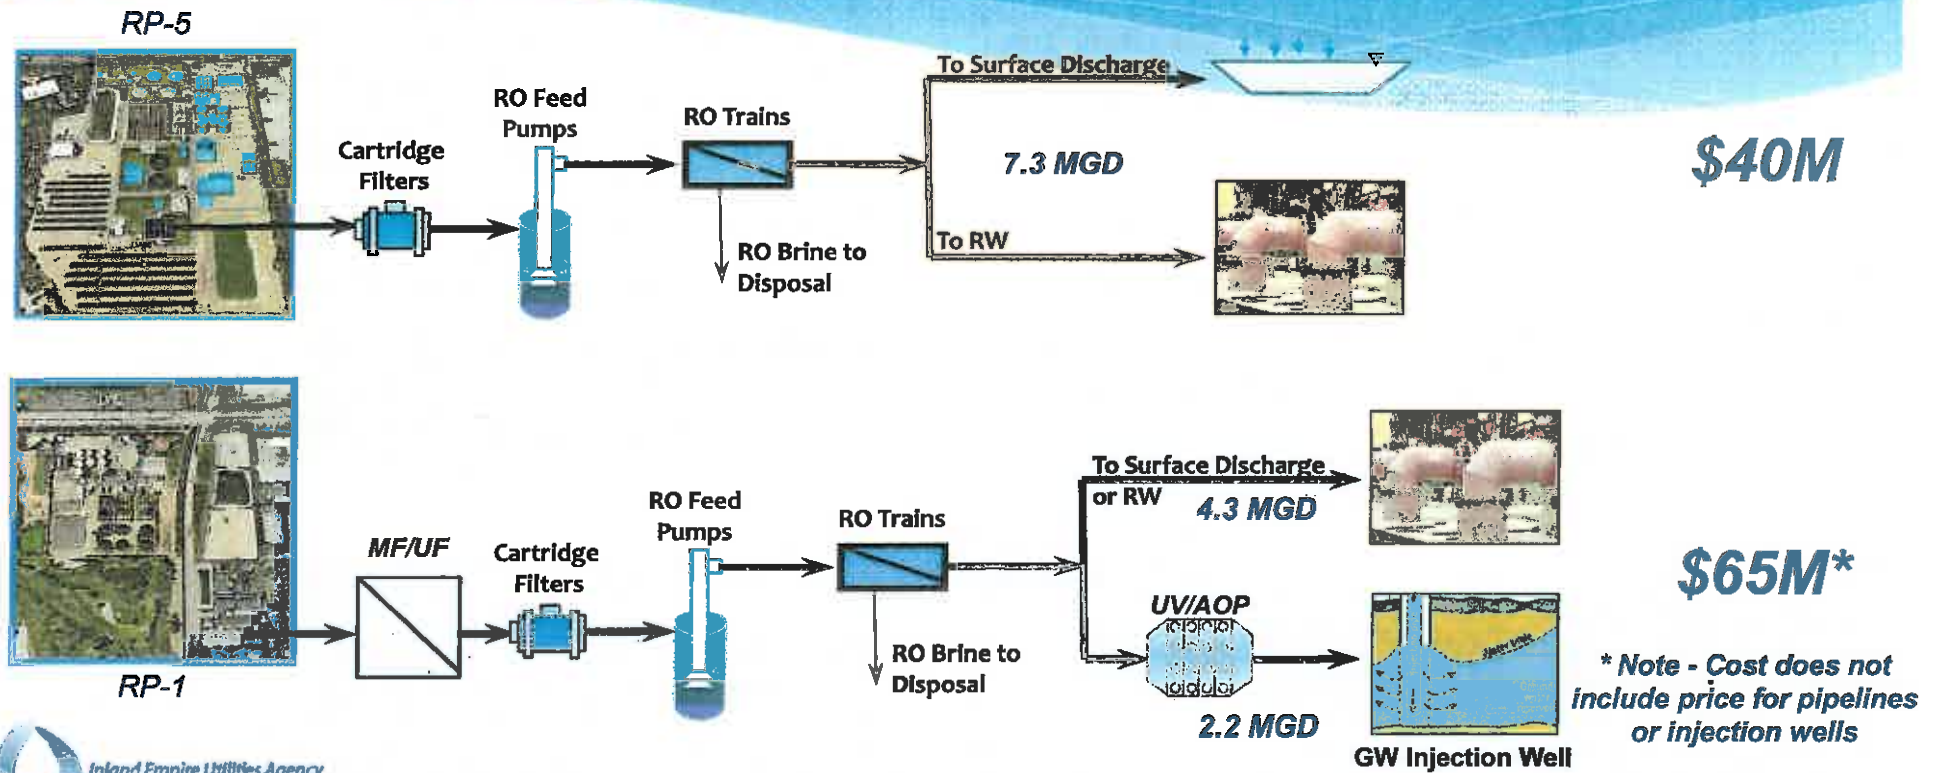 RP-5
Cartridge
Filters
RO Feed
Pumps
RO Trains
RO Brine to
Disposal
To Surface Discharge
7.3 MGD
To RW
$40M
RP-1
MF/UF
Cartridge
Filters
RO Feed
Pumps
RO Trains
RO Brine to
Disposal
To Surface Discharge
or RW
4.3 MGD
UV/AOP
2.2 MGD
GW Injection Well
$65M*
* Note - Cost does not
include price for pipelines
or injection wells
Inland Empire Utilities Agency